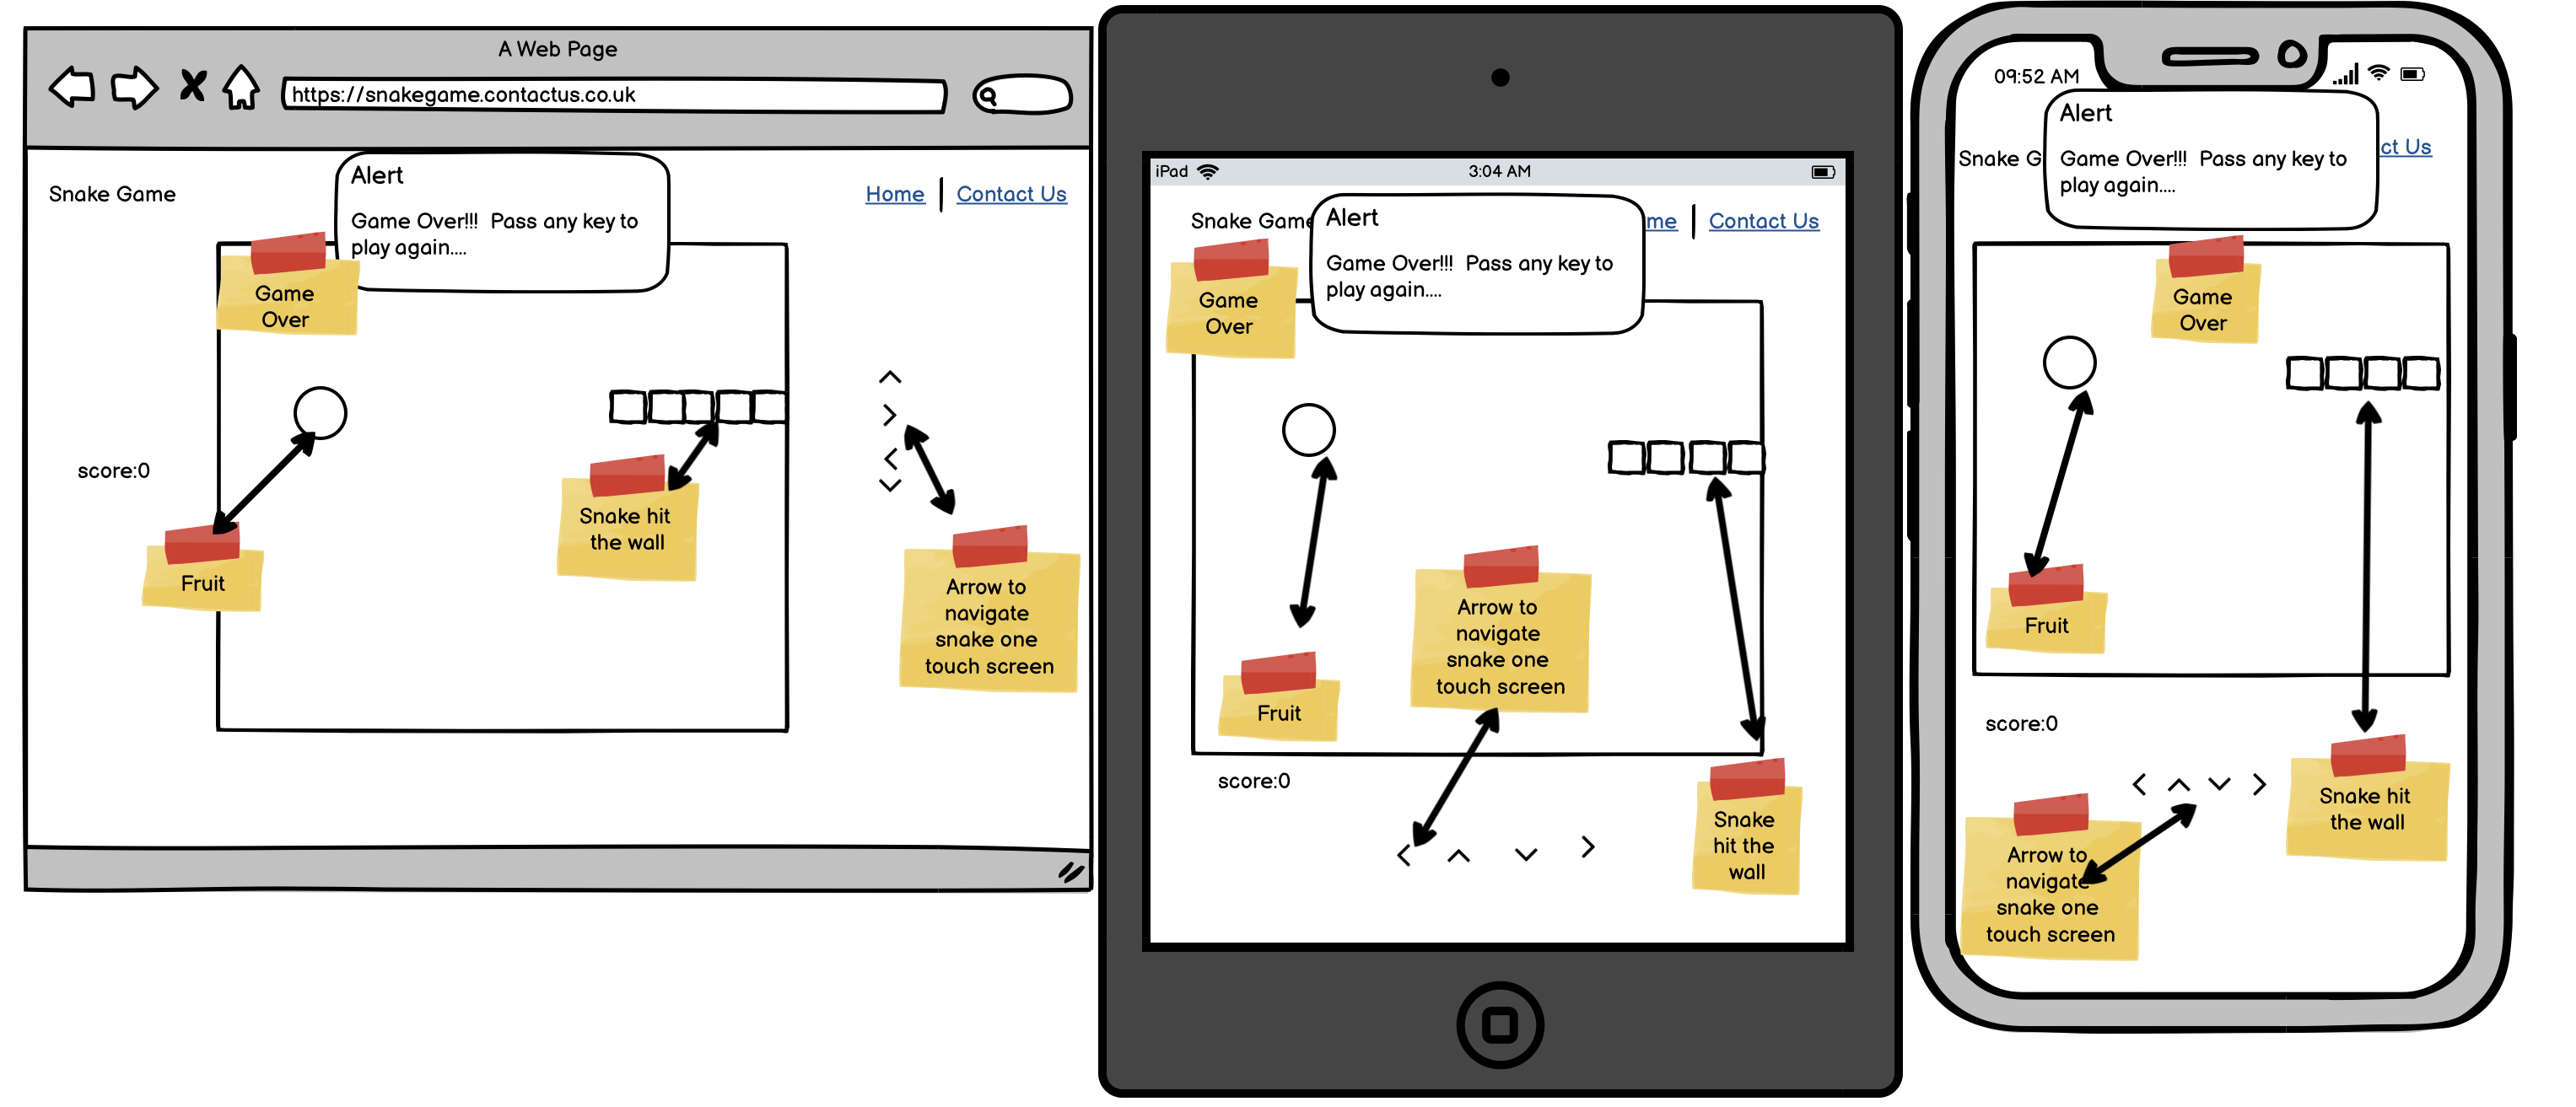 A Web Page
https://snakegame.contactus.co.uk
Snake Game
Home
Contact Us
Alert
Game Over!!!  Pass any key to
play again....
Game
Over
score:0
Fruit
Snake hit
the wall
Arrow to
navigate
snake one
touch screen
iPad
3:04 AM
Snake Game
me
Contact Us
Alert
Game Over!!!  Pass any key to
play again....
Game
Over
Arrow to
navigate
snake one
touch screen
Fruit
score:0
Snake
hit the
wall
09:52 AM
Snake G
ct Us
Alert
Game Over!!!  Pass any key to
play again....
Game
Over
Fruit
score:0
Snake hit
the wall
Arrow to
navigate
snake one
touch screen